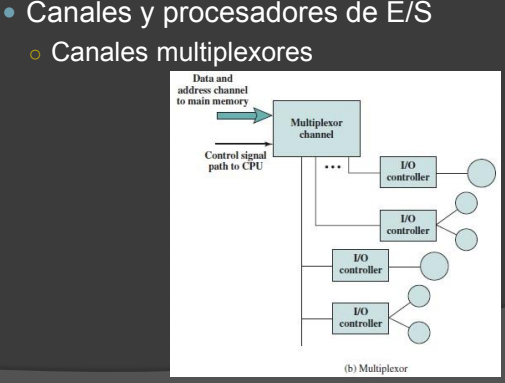 Canales y procesadores de E/S
Canales multiplexores
Data and
address channel
to main memory
Multiplexor
channel
Control signal
path to CPU
...
I/O
controller
I/O
controller
I/O
controller
I/O
controller
(b) Multiplexor